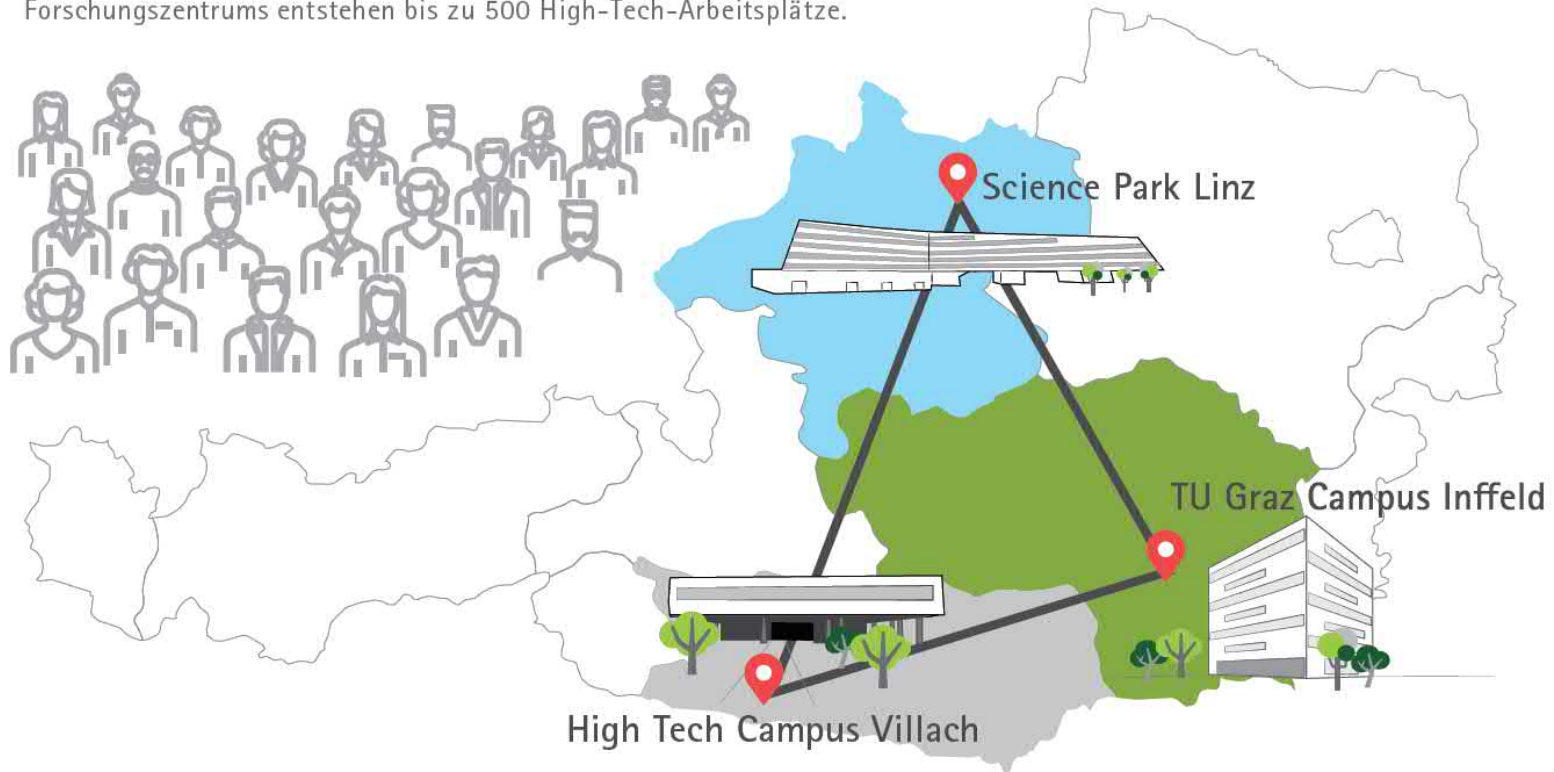 Forschungszentrums entstehen bis zu 500 High-Tech-Arbeitsplätze.
Science Park Linz
TU Graz Campus Inffeld
High Tech Campus Villach